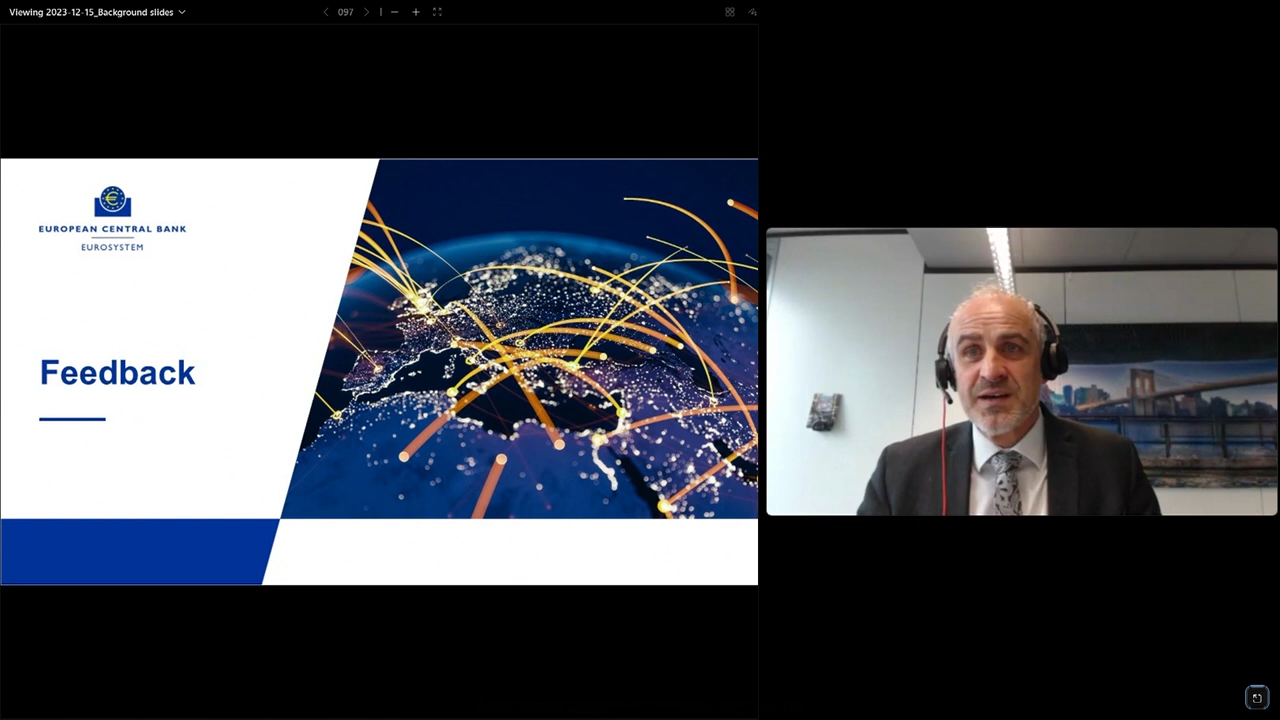 Viewing 2023-12-15_Background slides
097
EUROPEAN CENTRAL BANK
EUROSYSTEM
Feedback